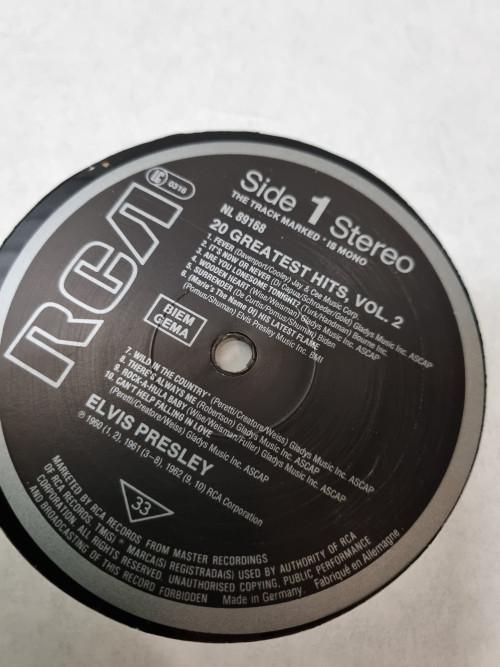 RCA
LC
0316
Side 1 Stereo
THE TRACK MARKED * IS MONO
NL 89168
20 GREATEST HITS, VOL. 2
1. FEVER (Davenport/Cooley) Jay & Cee Music Corp.
2. IT'S NOW OR NEVER (Di Capua/Schroeder/Gold) Gladys Music Inc. ASCAP
3. ARE YOU LONESOME TONIGHT? (Turk/Handman) Bourne Inc.
4. WOODEN HEART (Wise/Weisman/ Gladys Music Inc. ASCAP
5. SURRENDER (De Curtis/Pomus/Shuman) Biden
6. (Marie's The Name Of) HIS LATEST FLAME
(Pomus/Shuman) Elvis Presley Music Inc. BMI
BIEM
GEMA
7. WILD IN THE COUNTRY* (Peretti/Creatore/Weiss) Gladys Music Inc. ASCAP
8. THERE'S ALWAYS ME (Robertson) Gladys Music Inc. ASCAP
9. ROCK-A-HULA BABY (Wise/Weisman/Fuller) Gladys Music Inc. ASCAP
10. CAN'T HELP FALLING IN LOVE
(Peretti/Creatore/Weiss) Gladys Music Inc. ASCAP
ELVIS PRESLEY
℗ 1960 (1, 2), 1961 (3–8), 1962 (9, 10) RCA Corporation
33
MARKETED BY RCA RECORDS FROM MASTER RECORDINGS
OF RCA RECORDS. TM(S) ® MARCA(S) REGISTRADA(S) USED BY AUTHORITY OF RCA
CORPORATION. ALL RIGHTS RESERVED. UNAUTHORISED COPYING, PUBLIC PERFORMANCE
AND BROADCASTING OF THIS RECORD FORBIDDEN Made in Germany. Fabriqué en Allemagne.